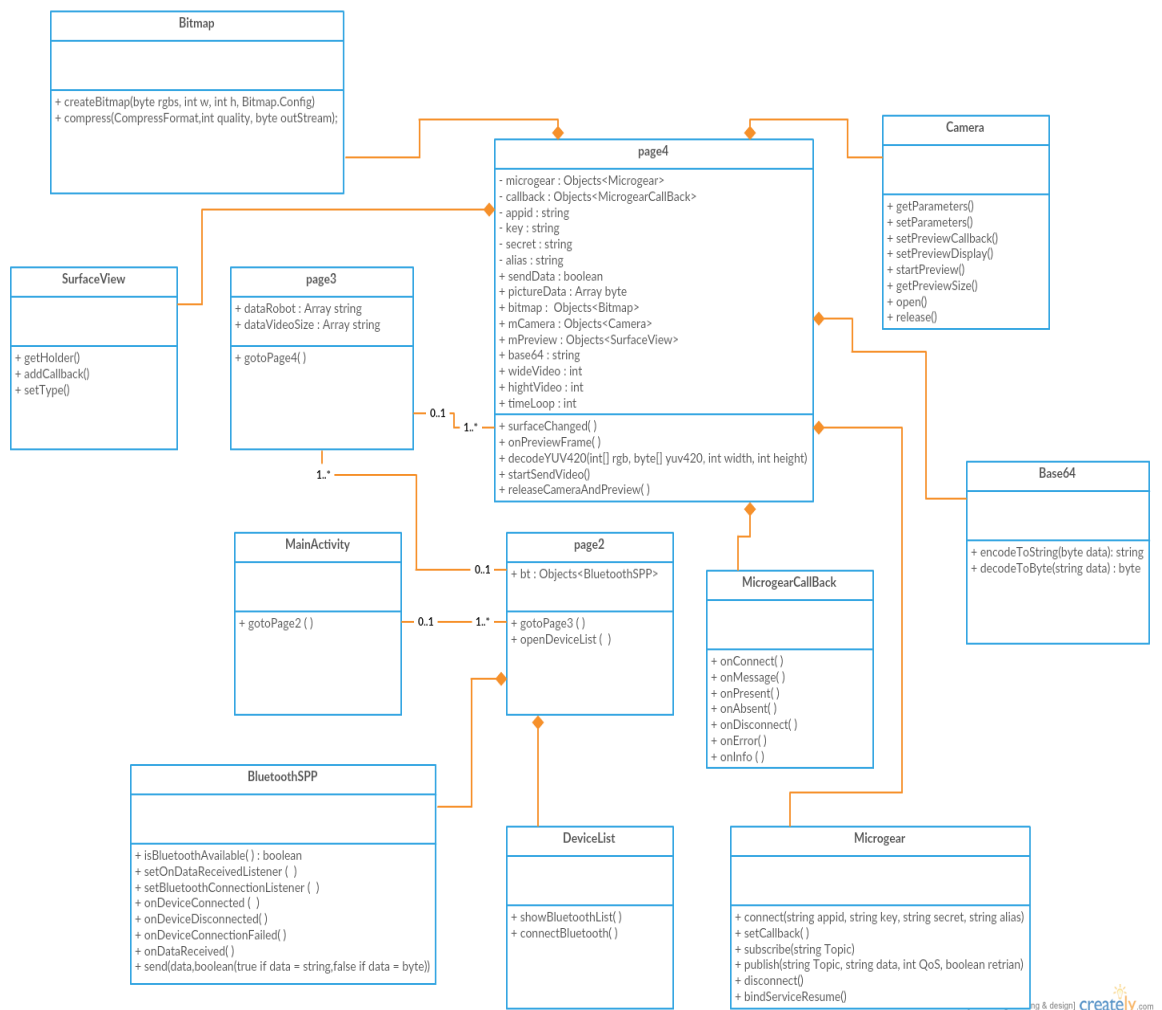 Bitmap
+ createBitmap(byte rgbs, int w, int h, Bitmap.Config)
+ compress(CompressFormat,int quality, byte outStream);
page4
- microgear : Objects<Microgear>
- callback : Objects<MicrogearCallBack>
- appid : string
- key : string
- secret : string
- alias : string
+ sendData : boolean
+ pictureData : Array byte
+ bitmap :  Objects<Bitmap>
+ mCamera : Objects<Camera>
+ mPreview : Objects<SurfaceView>
+ base64 : string
+ wideVideo : int
+ hightVideo : int
+ timeLoop : int
+ surfaceChanged( )
+ onPreviewFrame( )
+ decodeYUV420(int[] rgb, byte[] yuv420, int width, int height)
+ startSendVideo()
+ releaseCameraAndPreview( )
Camera
+ getParameters()
+ setParameters()
+ setPreviewCallback()
+ setPreviewDisplay()
+ startPreview()
+ getPreviewSize()
+ open()
+ release()
SurfaceView
+ getHolder()
+ addCallback()
+ setType()
page3
+ dataRobot : Array string
+ dataVideoSize : Array string
+ gotoPage4( )
0..1
1..*
1..*
0..1
Base64
+ encodeToString(byte data): string
+ decodeToByte(string data) : byte
MainActivity
+ gotoPage2 ( )
0..1
1..*
page2
+ bt : Objects<BluetoothSPP>
+ gotoPage3 ( )
+ openDeviceList (  )
MicrogearCallBack
+ onConnect( )
+ onMessage( )
+ onPresent( )
+ onAbsent( )
+ onDisconnect( )
+ onError( )
+ onInfo ( )
BluetoothSPP
+ isBluetoothAvailable( ) : boolean
+ setOnDataReceivedListener (  )
+ setBluetoothConnectionListener (  )
+ onDeviceConnected (  )
+ onDeviceDisconnected( )
+ onDeviceConnectionFailed( )
+ onDataReceived( )
+ send(data,boolean(true if data = string,false if data = byte))
DeviceList
+ showBluetoothList( )
+ connectBluetooth( )
Microgear
+ connect(string appid, string key, string secret, string alias)
+ setCallback( )
+ subscribe(string Topic)
+ publish(string Topic, string data, int QoS, boolean retrian)
+ disconnect()
+ bindServiceResume()
ng & design]
creately.com